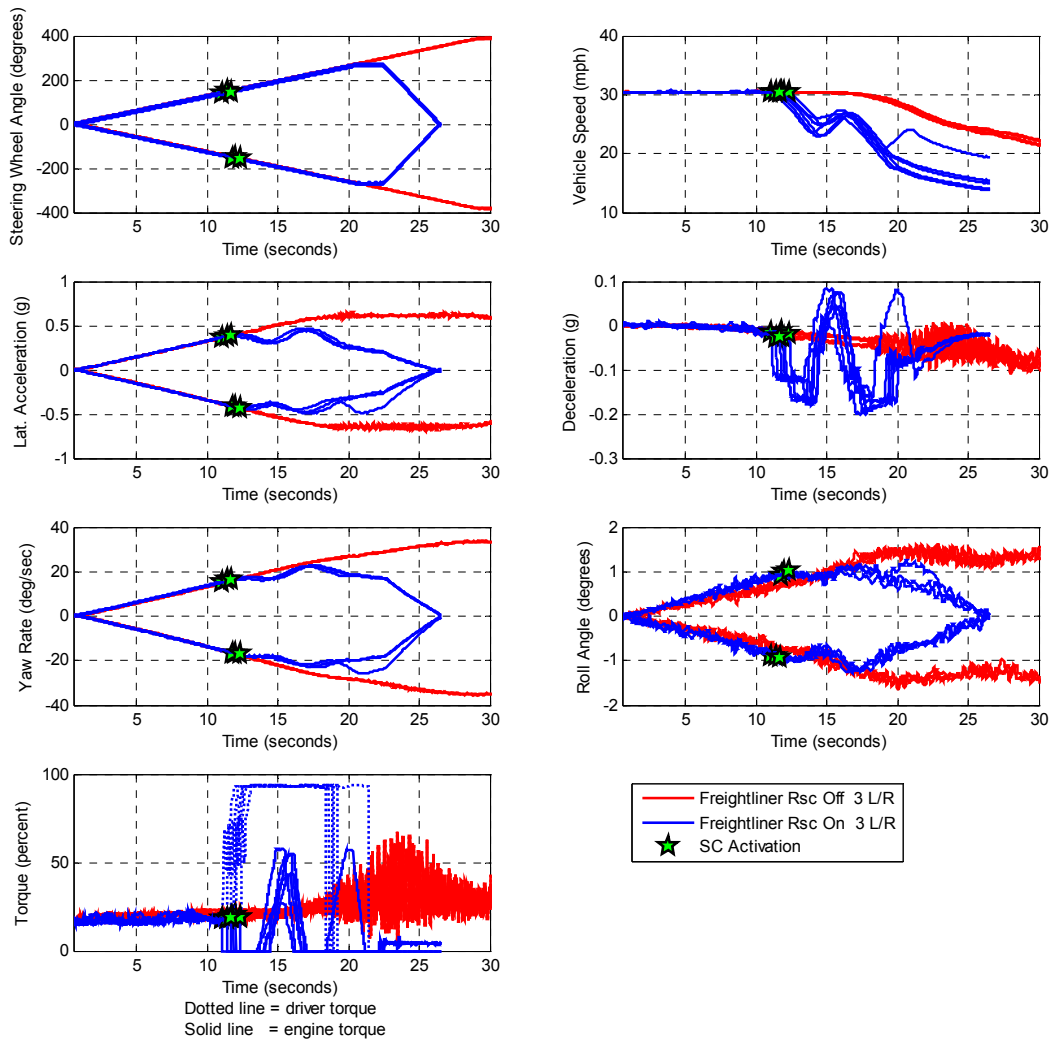 Steering Wheel Angle (degrees)
400
200
0
-200
-400
5 10 15 20 25 30
Time (seconds)
Vehicle Speed (mph)
40
30
20
10
5 10 15 20 25 30
Time (seconds)
Lat. Acceleration (g)
1
0.5
0
-0.5
-1
5 10 15 20 25 30
Time (seconds)
Deceleration (g)
0.1
0
-0.1
-0.2
-0.3
5 10 15 20 25 30
Time (seconds)
Yaw Rate (deg/sec)
40
20
0
-20
-40
5 10 15 20 25 30
Time (seconds)
Roll Angle (degrees)
2
1
0
-1
-2
5 10 15 20 25 30
Time (seconds)
Torque (percent)
100
50
0
5 10 15 20 25 30
Time (seconds)
Dotted line = driver torque
Solid line = engine torque
Freightliner Rsc Off 3 L/R
Freightliner Rsc On 3 L/R
SC Activation